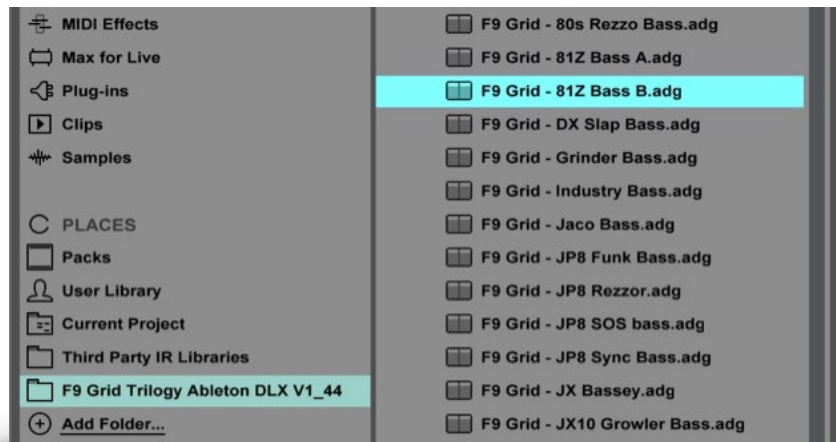 MIDI Effects
Max for Live
Plug-ins
Clips
Samples
PLACES
Packs
User Library
Current Project
Third Party IR Libraries
F9 Grid Trilogy Ableton DLX V1_44
Add Folder...
F9 Grid - 80s Rezzo Bass.adg
F9 Grid - 81Z Bass A.adg
F9 Grid - 81Z Bass B.adg
F9 Grid - DX Slap Bass.adg
F9 Grid - Grinder Bass.adg
F9 Grid - Industry Bass.adg
F9 Grid - Jaco Bass.adg
F9 Grid - JP8 Funk Bass.adg
F9 Grid - JP8 Rezzor.adg
F9 Grid - JP8 SOS bass.adg
F9 Grid - JP8 Sync Bass.adg
F9 Grid - JX Bassey.adg
F9 Grid - JX10 Growler Bass.adg